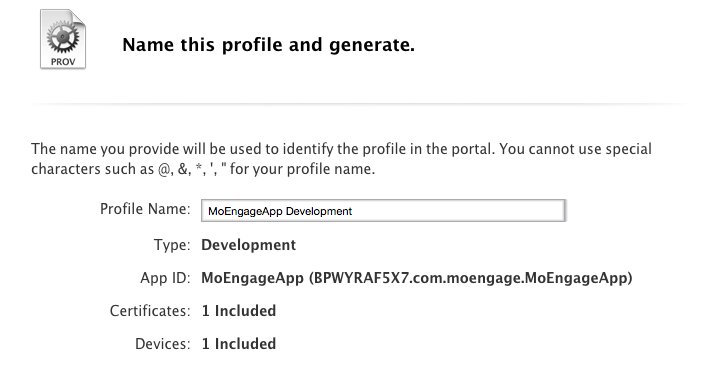 PROV
Name this profile and generate.
The name you provide will be used to identify the profile in the portal. You cannot use special
characters such as @, &, *, ', " for your profile name.
Profile Name: MoEngageApp Development
Type: Development
App ID: MoEngageApp (BPWYRAF5X7.com.moengage.MoEngageApp)
Certificates: 1 Included
Devices: 1 Included